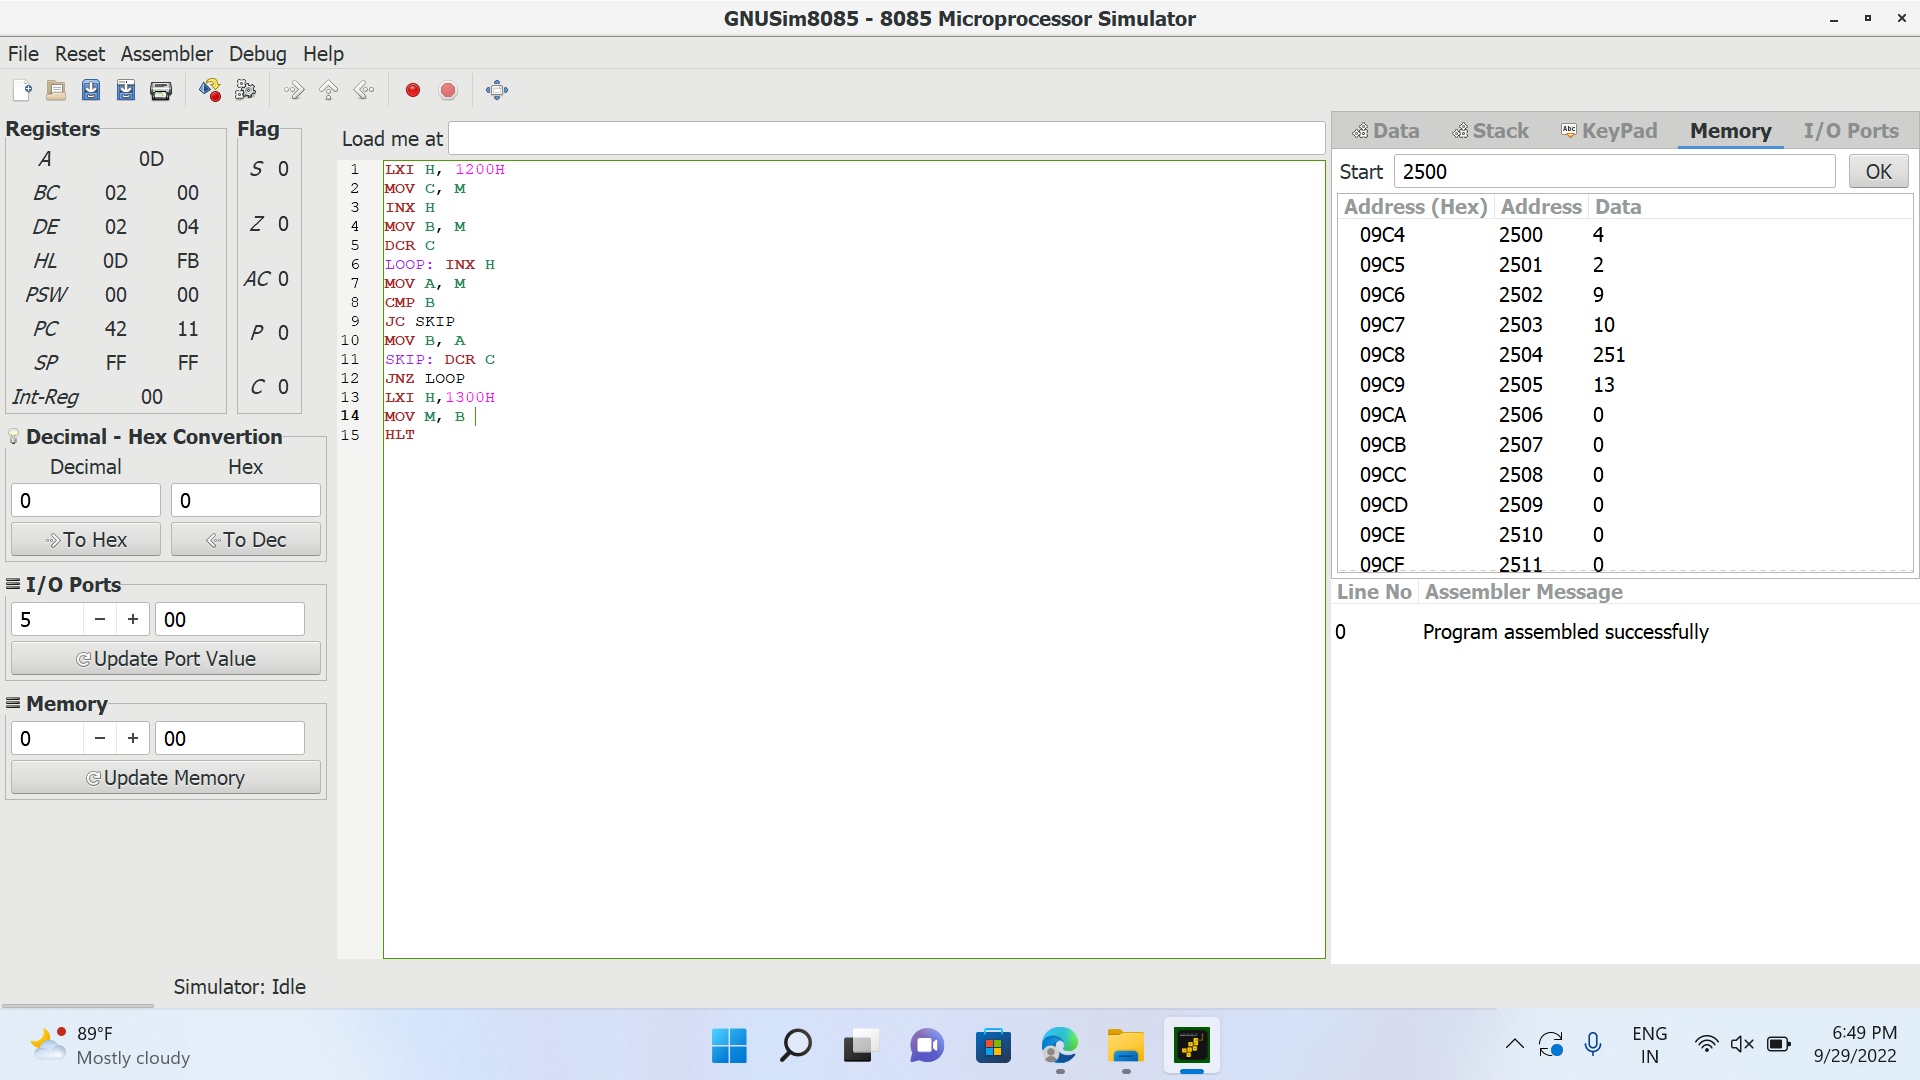 GNUSim8085 - 8085 Microprocessor Simulator
File Reset Assembler Debug Help
Registers
A 0D
BC 02 00
DE 02 04
HL 0D FB
PSW 00 00
PC 42 11
SP FF FF
Int-Reg 00
Flag
S 0
Z 0
AC 0
P 0
C 0
Decimal - Hex Convertion
Decimal Hex
0 0
To Hex To Dec
I/O Ports
5 − + 00
Update Port Value
Memory
0 − + 00
Update Memory
Simulator: Idle
Load me at
1 LXI H, 1200H
2 MOV C, M
3 INX H
4 MOV B, M
5 DCR C
6 LOOP: INX H
7 MOV A, M
8 CMP B
9 JC SKIP
10 MOV B, A
11 SKIP: DCR C
12 JNZ LOOP
13 LXI H,1300H
14 MOV M, B
15 HLT
Data Stack Abc KeyPad Memory I/O Ports
Start 2500 OK
Address (Hex) Address Data
09C4 2500 4
09C5 2501 2
09C6 2502 9
09C7 2503 10
09C8 2504 251
09C9 2505 13
09CA 2506 0
09CB 2507 0
09CC 2508 0
09CD 2509 0
09CE 2510 0
09CF 2511 0
Line No Assembler Message
0 Program assembled successfully
89°F
Mostly cloudy
ENG
IN
6:49 PM
9/29/2022